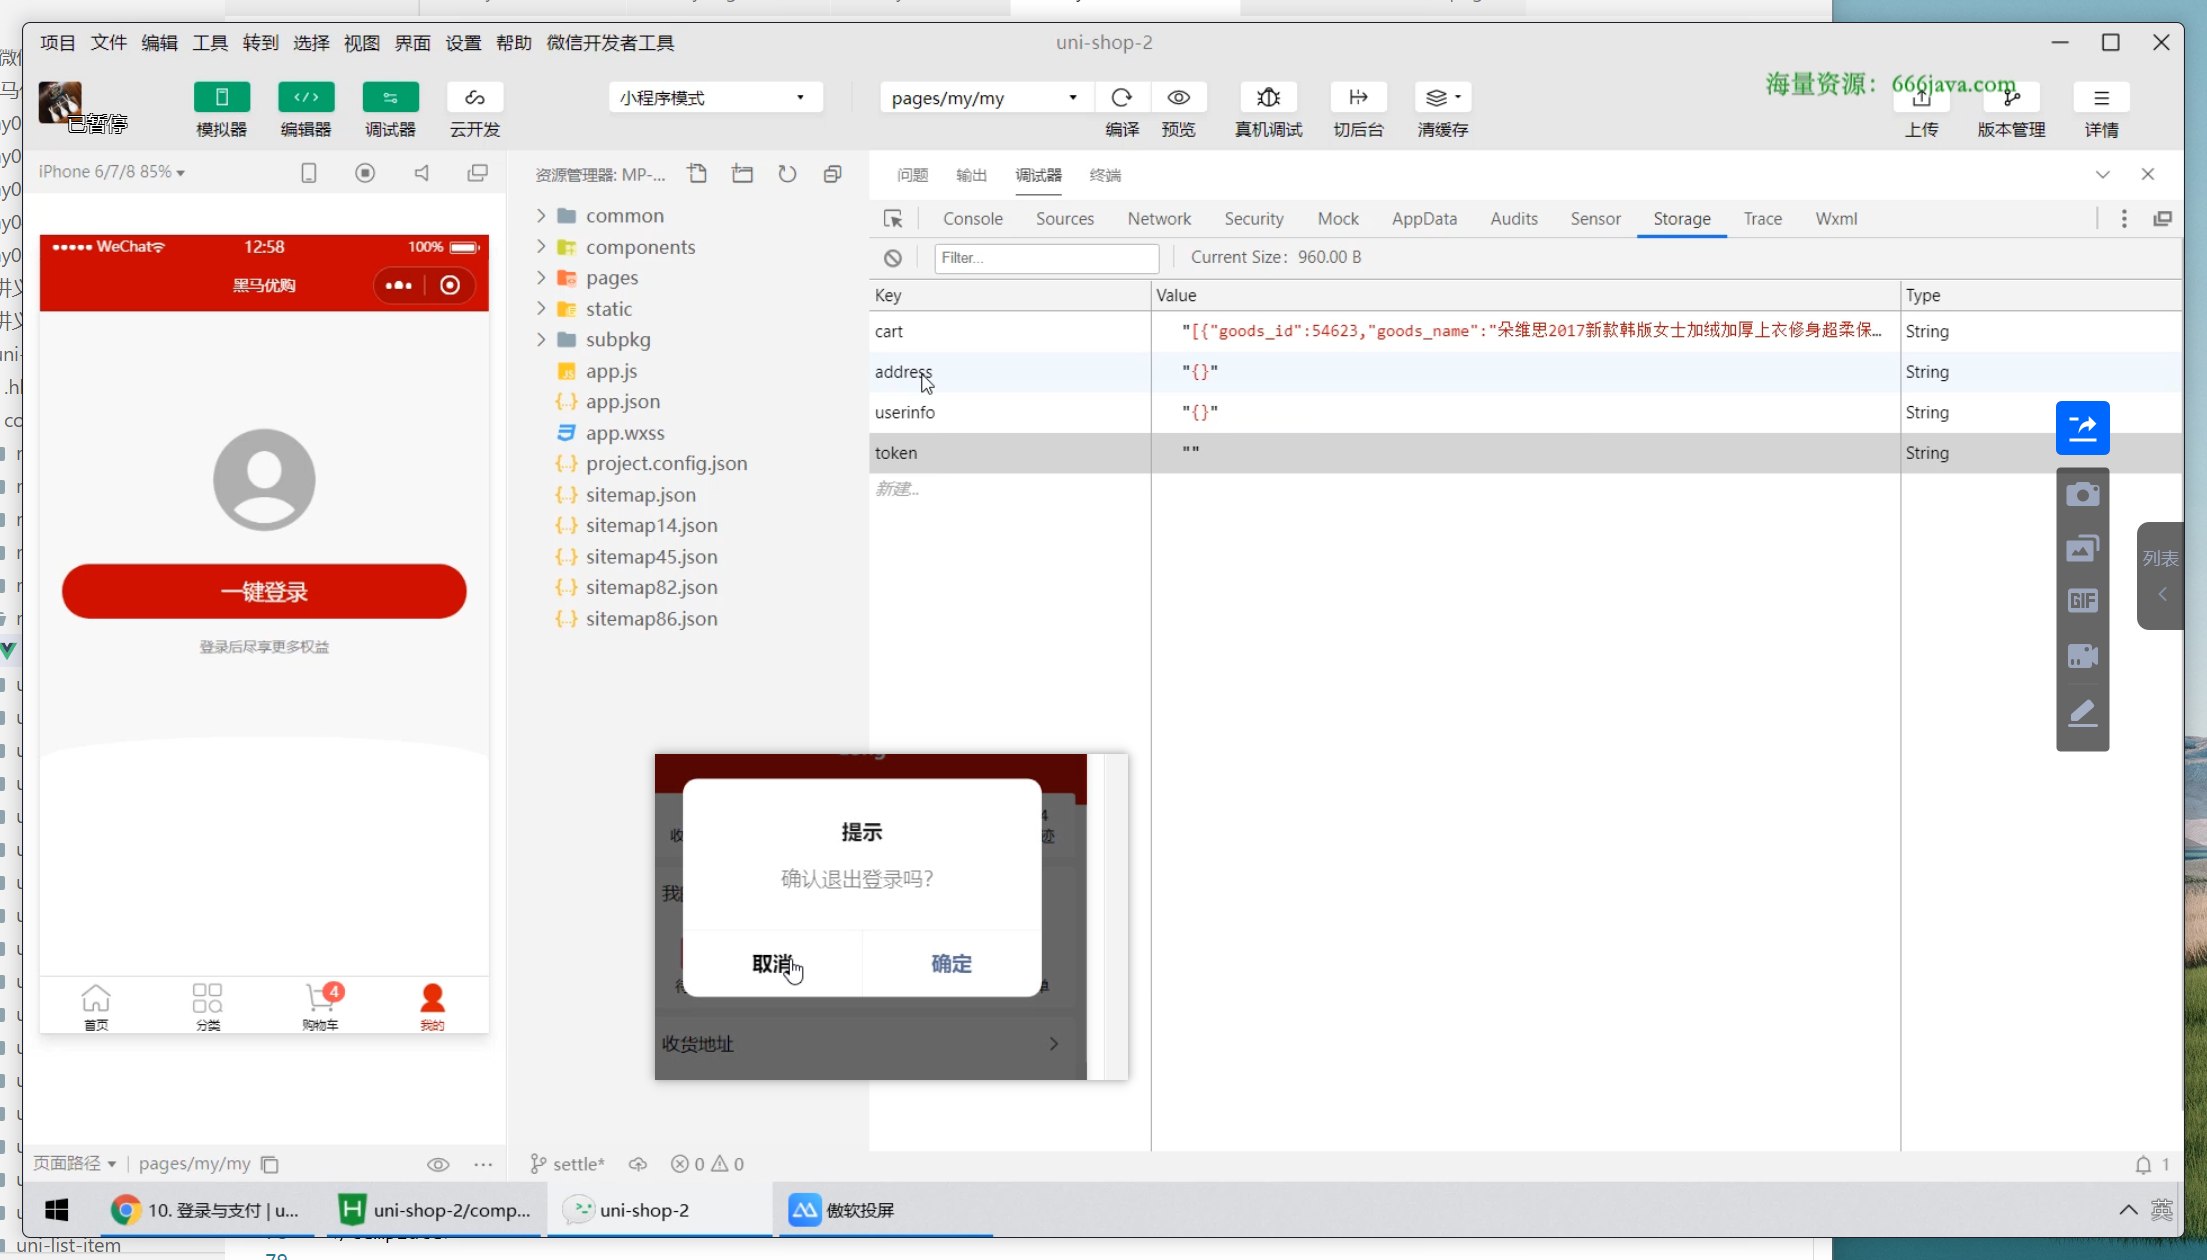 项目 文件 编辑 工具 转到 选择 视图 界面 设置 帮助 微信开发者工具
uni-shop-2
海量资源：666java.com
已暂停
模拟器 编辑器 调试器 云开发
小程序模式
pages/my/my
编译 预览 真机调试 切后台 清缓存
上传 版本管理 详情
iPhone 6/7/8 85%
资源管理器: MP-...
问题 输出 调试器 终端
Console Sources Network Security Mock AppData Audits Sensor Storage Trace Wxml
Filter...
Current Size: 960.00 B
Key Value Type
cart "[{"goods_id":54623,"goods_name":"朵维思2017新款韩版女士加绒加厚上衣修身超柔保... String
address "{}" String
userinfo "{}" String
token "" String
新建...
common
components
pages
static
subpkg
app.js
app.json
app.wxss
project.config.json
sitemap.json
sitemap14.json
sitemap45.json
sitemap82.json
sitemap86.json
WeChat 12:58 100%
黑马优购
一键登录
登录后尽享更多权益
首页 分类 购物车 我的
4
提示
确认退出登录吗?
取消 确定
收货地址
GIF
列表
页面路径 pages/my/my
settle* 0 0
1
10. 登录与支付 | u...
uni-shop-2/comp...
uni-shop-2
傲软投屏
英
uni-list-item